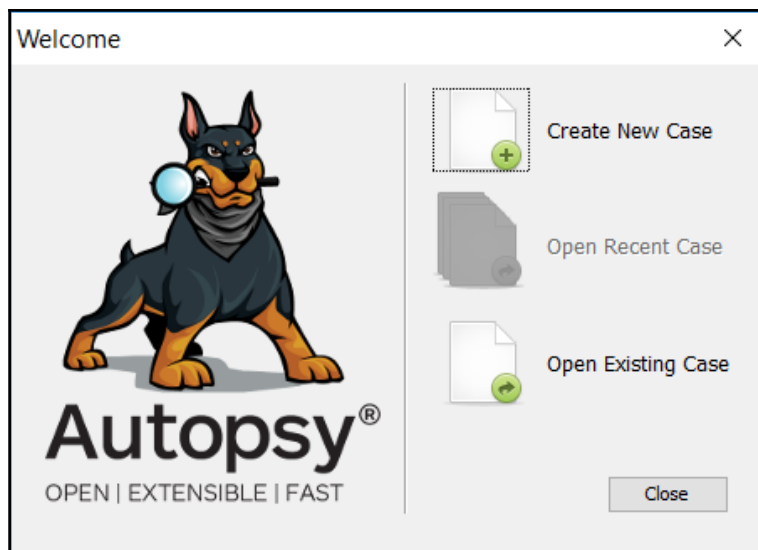 Welcome
Create New Case
Open Recent Case
Open Existing Case
Autopsy®
OPEN | EXTENSIBLE | FAST
Close